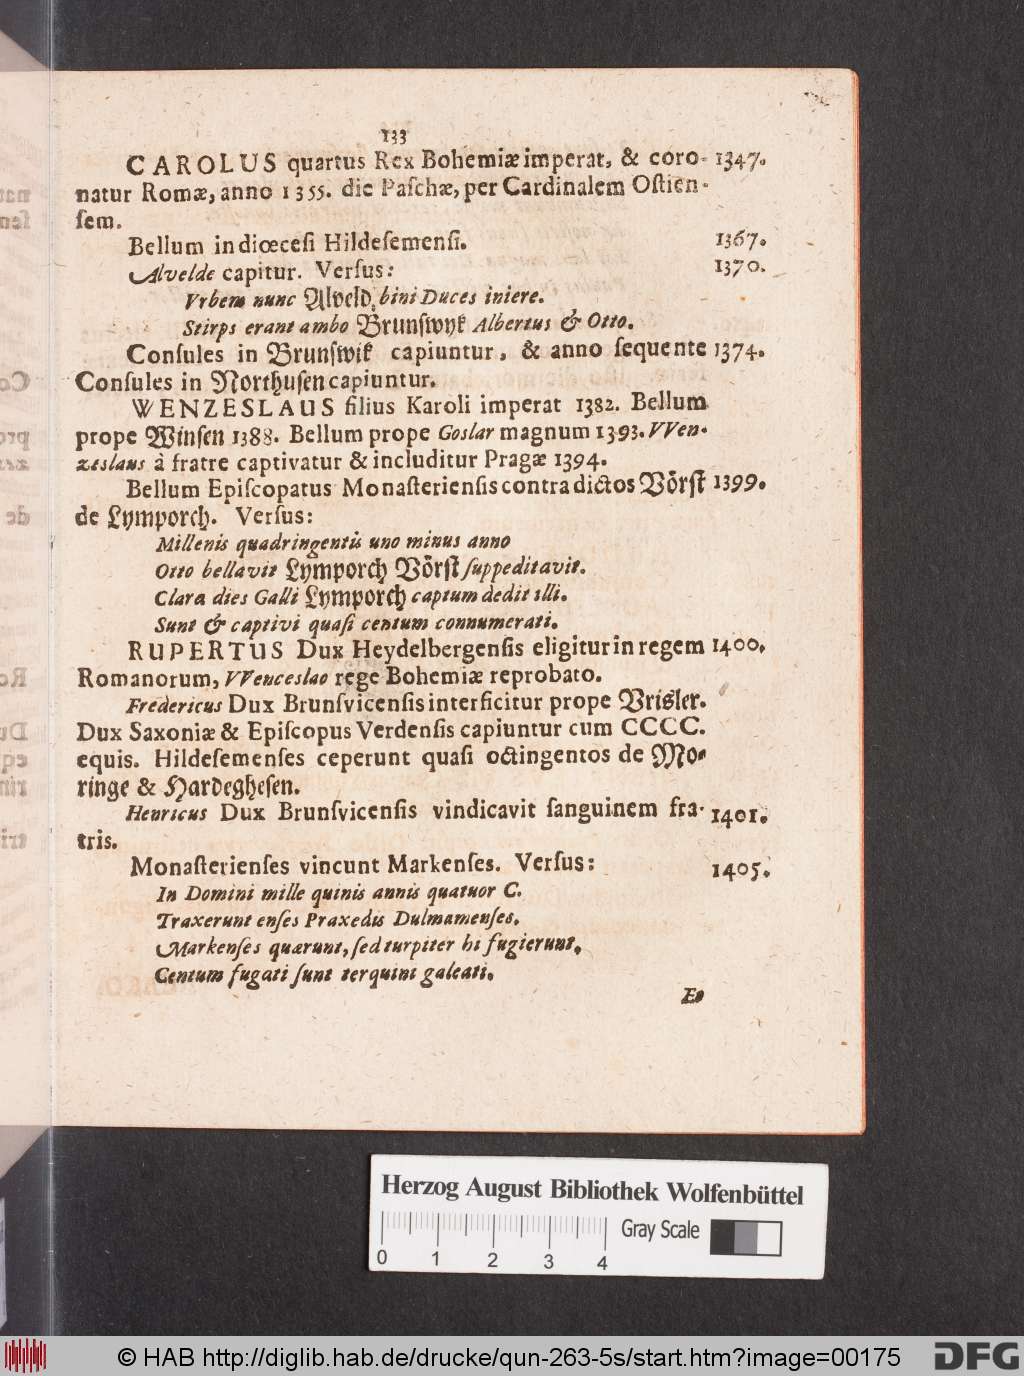 133
CAROLUS quartus Rex Bohemiæ imperat, & coro- 1347.
natur Romæ, anno 1355. die Paſchæ, per Cardinalem Oſtien-
ſem.
Bellum in diœceſi Hildeſemenſi. 1367.
Alvelde capitur. Verſus: 1370.
Vrbem nunc Alveld, bini Duces iniere.
Stirps erant ambo Brunſwyk Albertus & Otto.
Conſules in Brunſwik capiuntur, & anno ſequente 1374.
Conſules in Northuſen capiuntur.
WENZESLAUS filius Karoli imperat 1382. Bellum
prope Winſen 1388. Bellum prope Goslar magnum 1393. VVen-
zeslaus à fratre captivatur & includitur Pragæ 1394.
Bellum Epiſcopatus Monaſterienſis contra dictos Vörſt 1399.
de Lymporch. Verſus:
Millenis quadringentis uno minus anno
Otto bellavit Lymporch Vörſt ſuppeditavit.
Clara dies Galli Lymporch captum dedit illi.
Sunt & captivi quaſi centum connumerati.
RUPERTUS Dux Heydelbergenſis eligitur in regem 1400.
Romanorum, VVenceslao rege Bohemiæ reprobato.
Fredericus Dux Brunſvicenſis interficitur prope Vrisler.
Dux Saxoniæ & Epiſcopus Verdenſis capiuntur cum CCCC.
equis. Hildeſemenſes ceperunt quaſi octingentos de Mo-
ringe & Hardegheſen.
Henricus Dux Brunſvicenſis vindicavit ſanguinem fra- 1401.
tris.
Monaſterienſes vincunt Markenſes. Verſus: 1405.
In Domini mille quinis annis quatuor C.
Traxerunt enſes Praxedis Dulmamenſes.
Markenſes quærunt, ſed turpiter hi fugierunt,
Centum fugati ſunt ter quini galeati.
Eo
Herzog August Bibliothek Wolfenbüttel
Gray Scale
0 1 2 3 4
© HAB http://diglib.hab.de/drucke/qun-263-5s/start.htm?image=00175
DFG